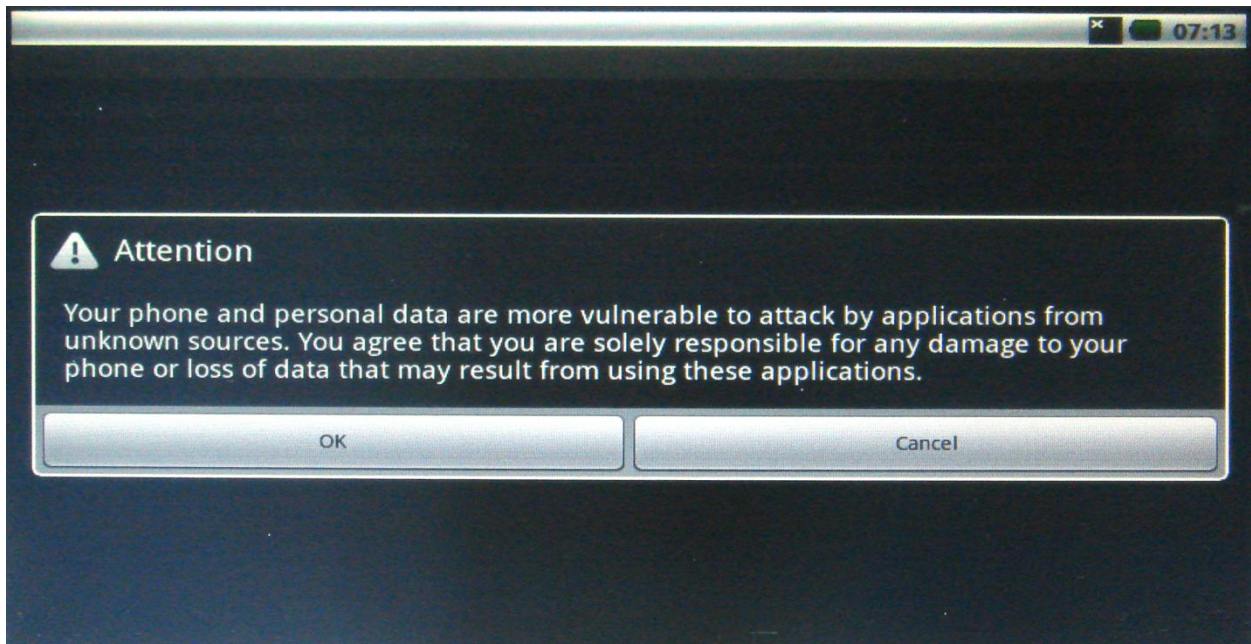 07:13
Attention
Your phone and personal data are more vulnerable to attack by applications from
unknown sources. You agree that you are solely responsible for any damage to your
phone or loss of data that may result from using these applications.
OK
Cancel